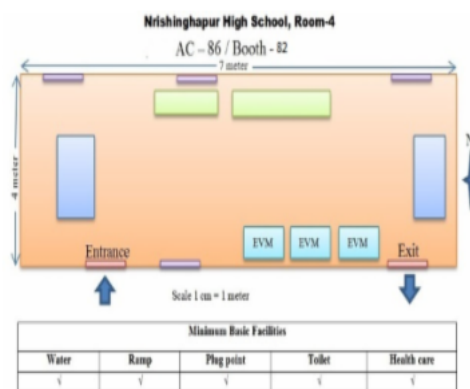 Nrishinghapur High School, Room-4
AC – 86 / Booth - 82
7 meter
4 meter
N
EVM EVM EVM
Entrance Exit
Scale 1 cm = 1 meter
Minimum Basic Facilities
Water Ramp Plug point Toilet Health care
√ √ √ √ √